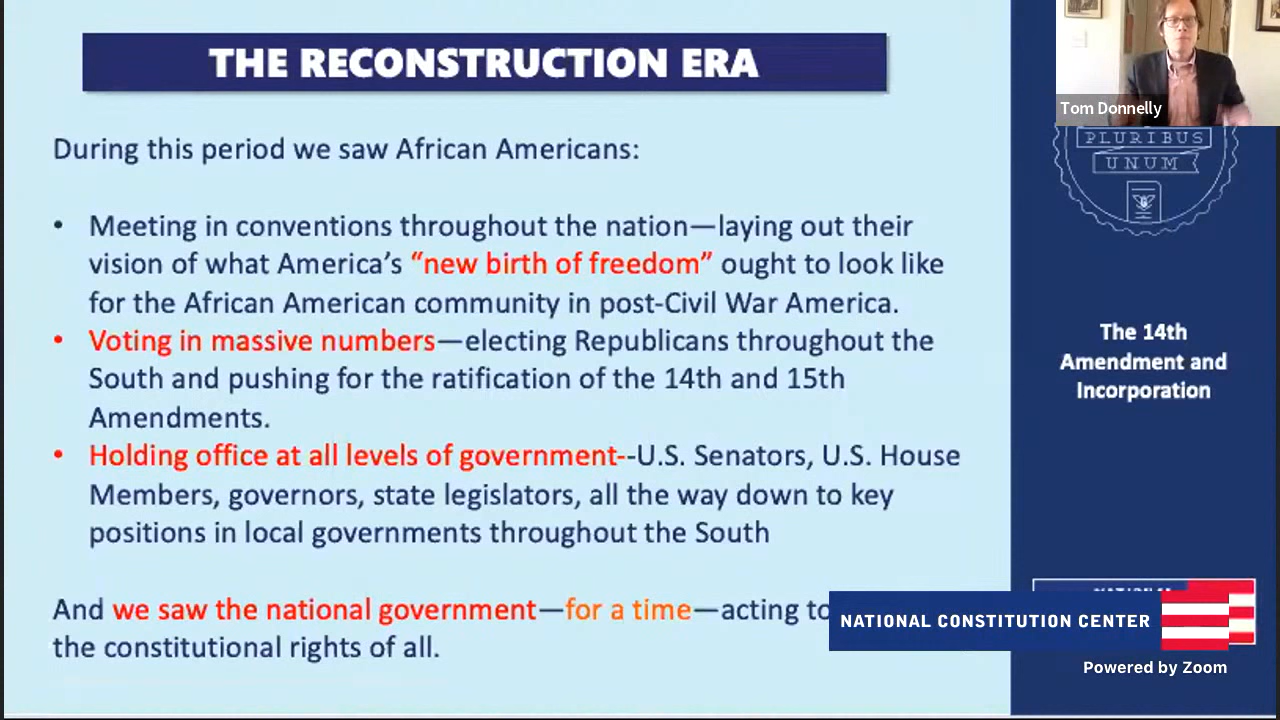 THE RECONSTRUCTION ERA
During this period we saw African Americans:
• Meeting in conventions throughout the nation—laying out their
vision of what America’s “new birth of freedom” ought to look like
for the African American community in post-Civil War America.
• Voting in massive numbers—electing Republicans throughout the
South and pushing for the ratification of the 14th and 15th
Amendments.
• Holding office at all levels of government--U.S. Senators, U.S. House
Members, governors, state legislators, all the way down to key
positions in local governments throughout the South
And we saw the national government—for a time—acting to
the constitutional rights of all.
Tom Donnelly
PLURIBUS
UNUM
The 14th
Amendment and
Incorporation
NATIONAL CONSTITUTION CENTER
Powered by Zoom